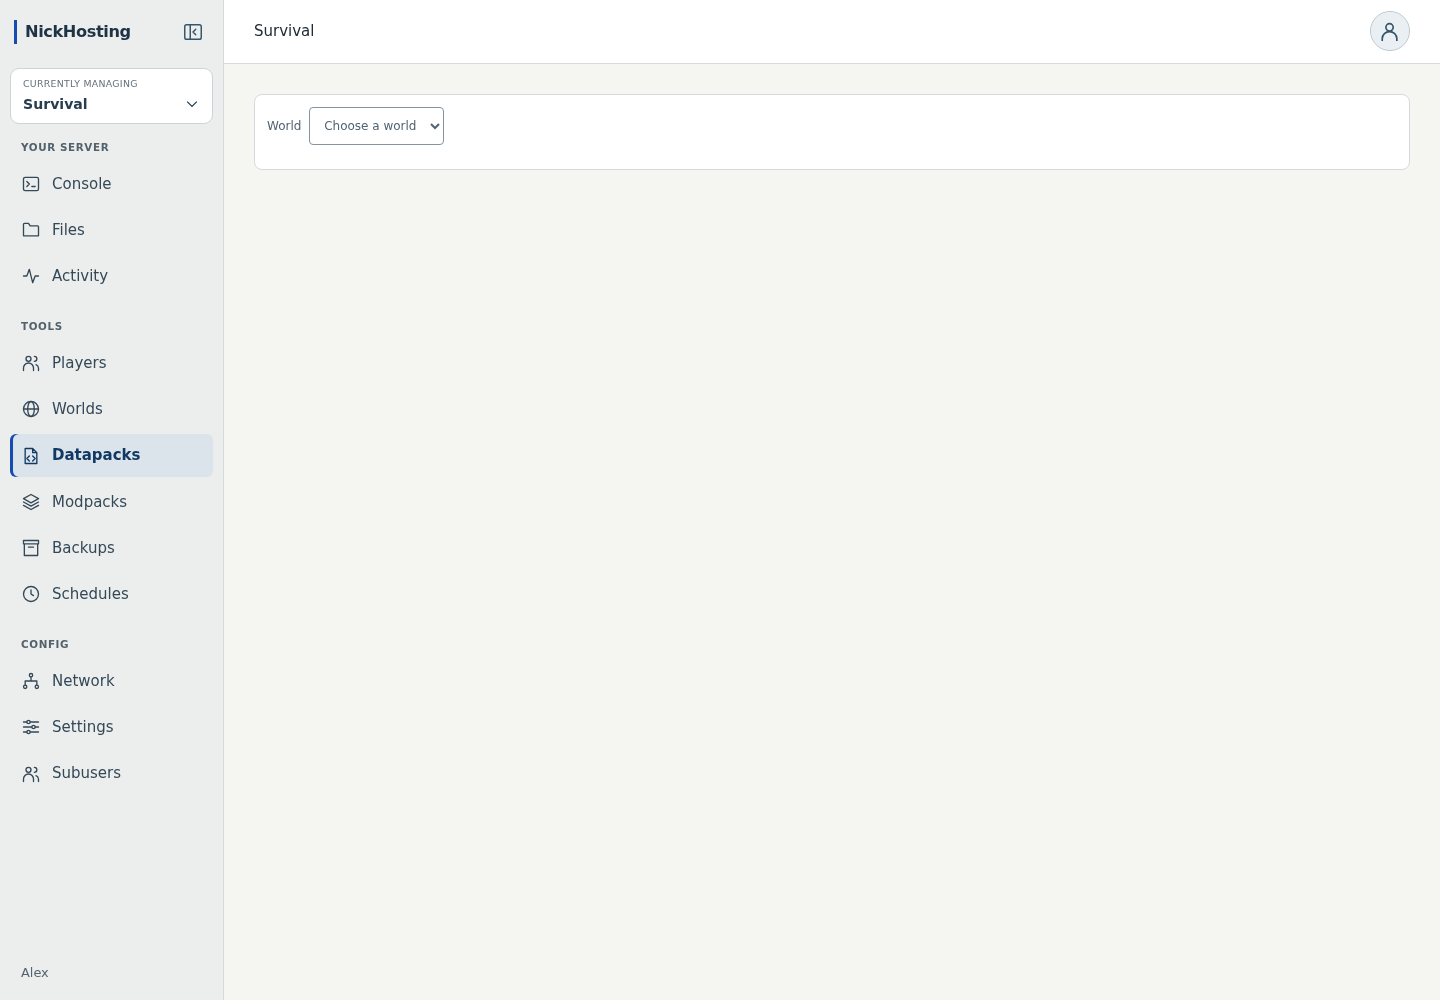 NickHosting
CURRENTLY MANAGING
Survival
YOUR SERVER
Console
Files
Activity
TOOLS
Players
Worlds
Datapacks
Modpacks
Backups
Schedules
CONFIG
Network
Settings
Subusers
Alex
Survival
World
Choose a world